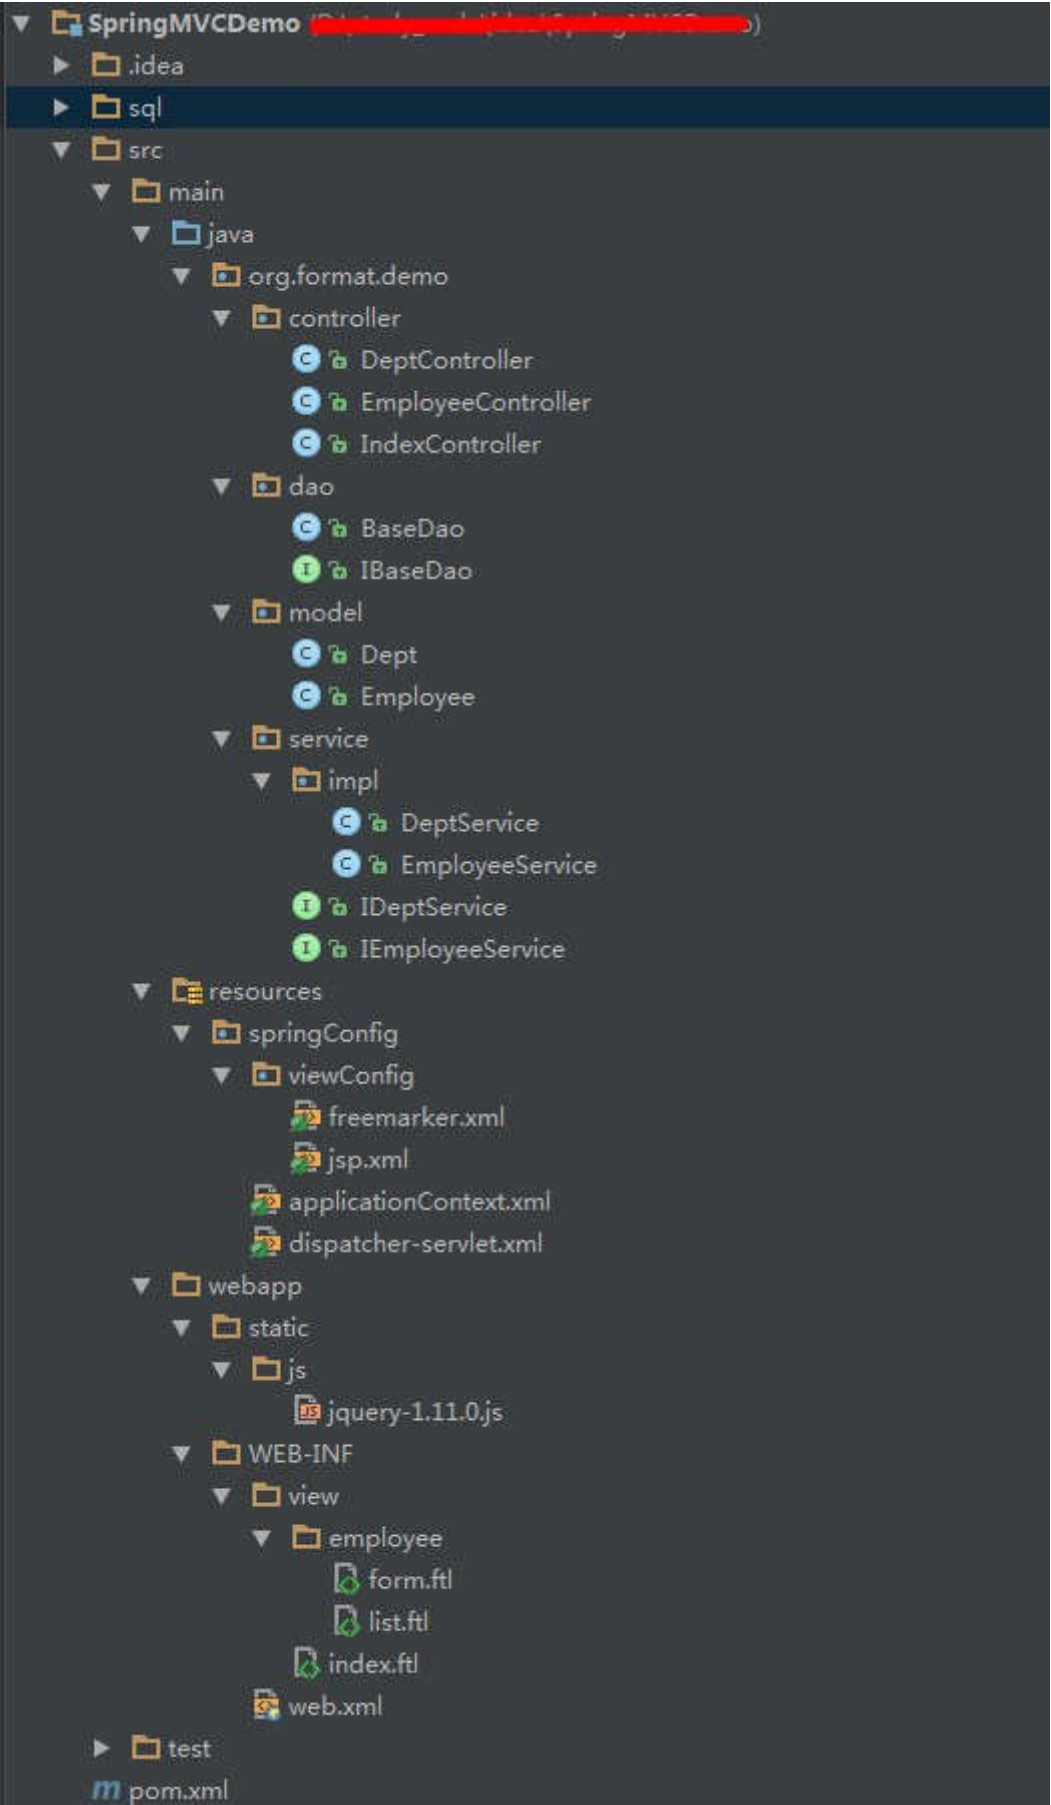 SpringMVCDemo
.idea
sql
src
main
java
org.format.demo
controller
DeptController
EmployeeController
IndexController
dao
BaseDao
IBaseDao
model
Dept
Employee
service
impl
DeptService
EmployeeService
IDeptService
IEmployeeService
resources
springConfig
viewConfig
freemarker.xml
jsp.xml
applicationContext.xml
dispatcher-servlet.xml
webapp
static
js
jquery-1.11.0.js
WEB-INF
view
employee
form.ftl
list.ftl
index.ftl
web.xml
test
pom.xml